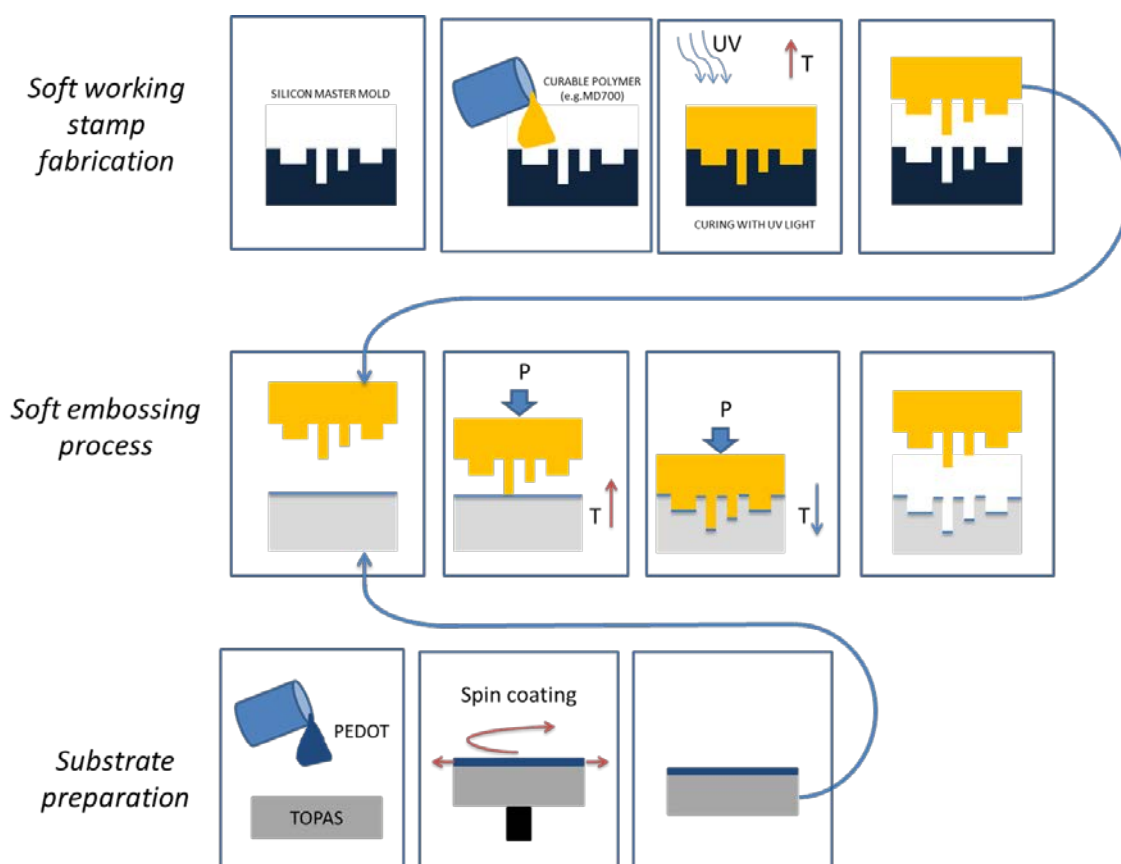 Soft working
stamp
fabrication
SILICON MASTER MOLD
CURABLE POLYMER
(e.g.MD700)
UV
T
CURING WITH UV LIGHT
Soft embossing
process
P
T
P
T
Substrate
preparation
PEDOT
TOPAS
Spin coating